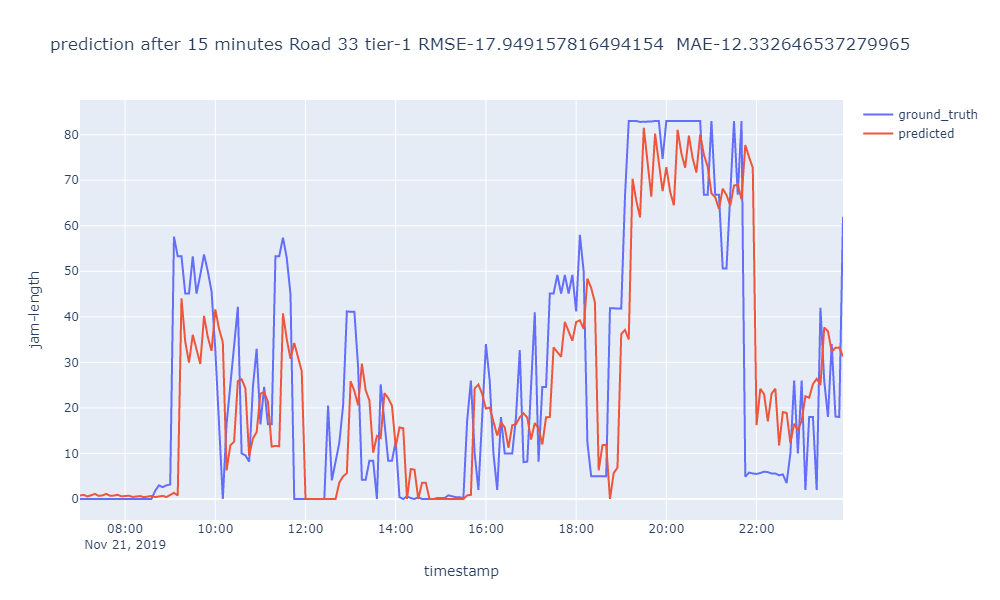 prediction after 15 minutes Road 33 tier-1 RMSE-17.949157816494154  MAE-12.332646537279965
ground_truth
predicted
80
70
60
50
40
30
20
10
0
jam-length
08:00 10:00 12:00 14:00 16:00 18:00 20:00 22:00
Nov 21, 2019
timestamp